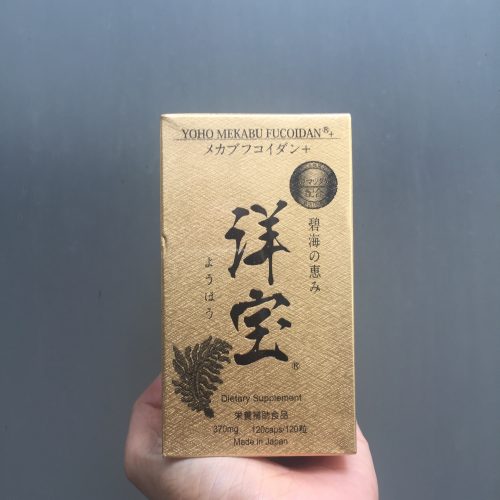 YOHO MEKABU FUCOIDAN®+
メカブフコイダン+
碧海の恵み
洋宝®
ようほう
Dietary Supplement
栄養補助食品
370mg 120caps/120粒
Made in Japan